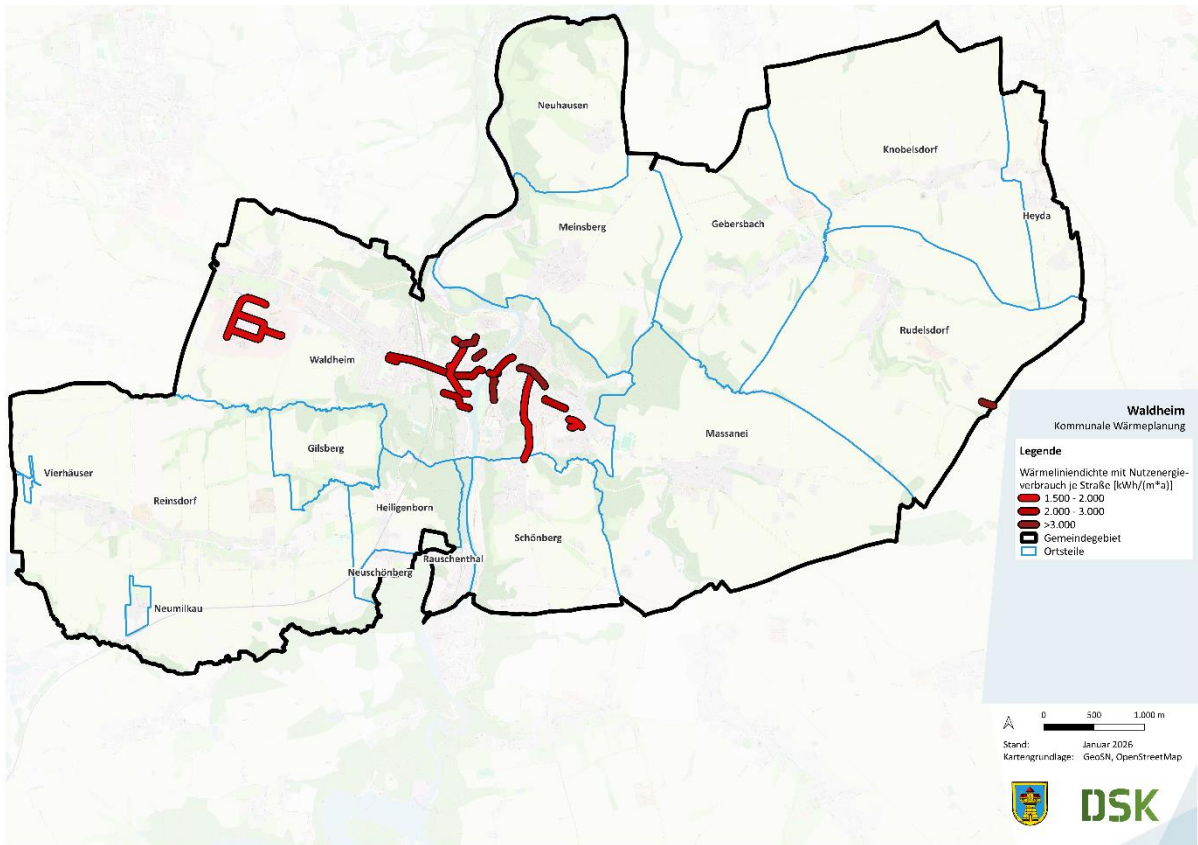 Neuhausen
Knobelsdorf
Heyda
Meinsberg
Gebersbach
Rudelsdorf
Waldheim
Massanei
Gilsberg
Vierhäuser
Reinsdorf
Heiligenborn
Schönberg
Rauschenthal
Neuschönberg
Neumilkau
Waldheim
Kommunale Wärmeplanung
Legende
Wärmeliniendichte mit Nutzenergie-
verbrauch je Straße [kWh/(m*a)]
1.500 - 2.000
2.000 - 3.000
>3.000
Gemeindegebiet
Ortsteile
0 500 1.000 m
Stand: Januar 2026
Kartengrundlage: GeoSN, OpenStreetMap
DSK